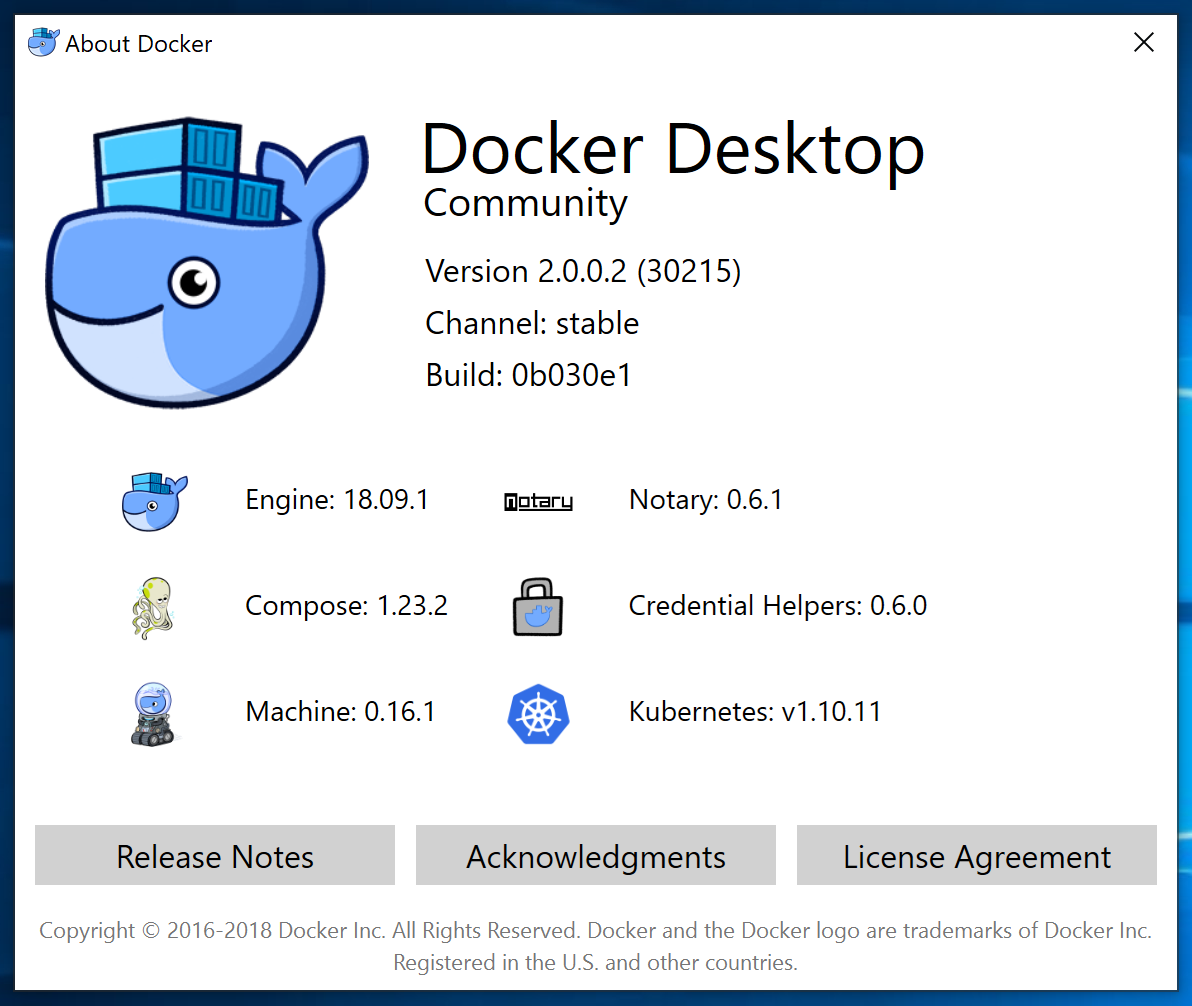 About Docker
Docker Desktop
Community
Version 2.0.0.2 (30215)
Channel: stable
Build: 0b030e1
Engine: 18.09.1
notary
Notary: 0.6.1
Compose: 1.23.2
Credential Helpers: 0.6.0
Machine: 0.16.1
Kubernetes: v1.10.11
Release Notes
Acknowledgments
License Agreement
Copyright © 2016-2018 Docker Inc. All Rights Reserved. Docker and the Docker logo are trademarks of Docker Inc.
Registered in the U.S. and other countries.